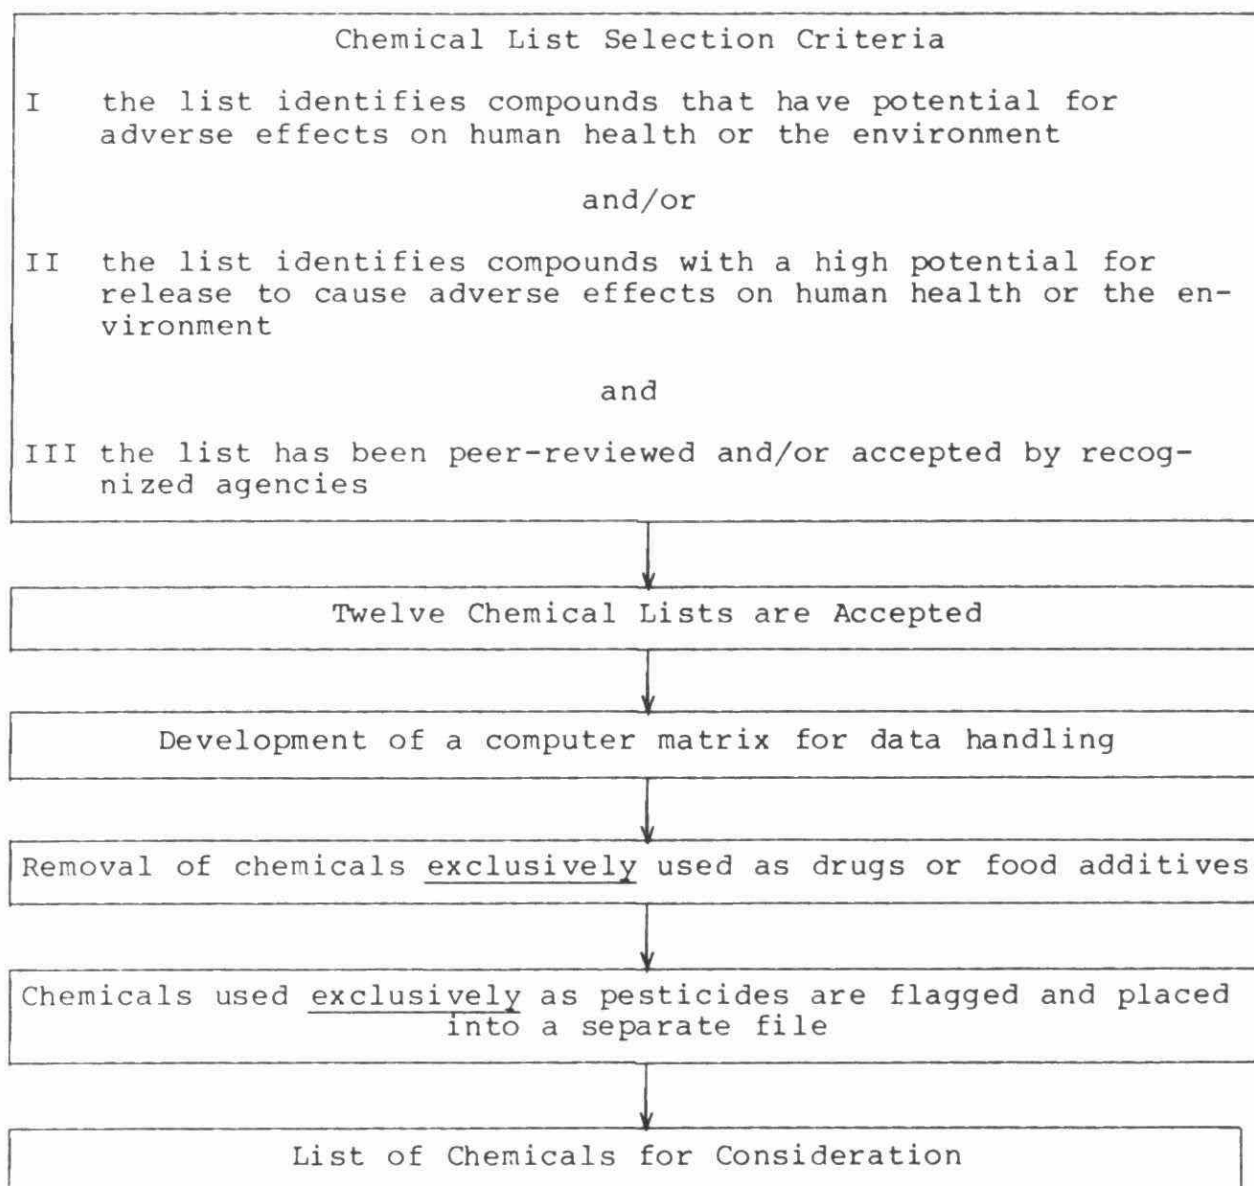 Chemical List Selection Criteria
I the list identifies compounds that have potential for
adverse effects on human health or the environment
and/or
II the list identifies compounds with a high potential for
release to cause adverse effects on human health or the en-
vironment
and
III the list has been peer-reviewed and/or accepted by recog-
nized agencies
Twelve Chemical Lists are Accepted
Development of a computer matrix for data handling
Removal of chemicals exclusively used as drugs or food additives
Chemicals used exclusively as pesticides are flagged and placed
into a separate file
List of Chemicals for Consideration